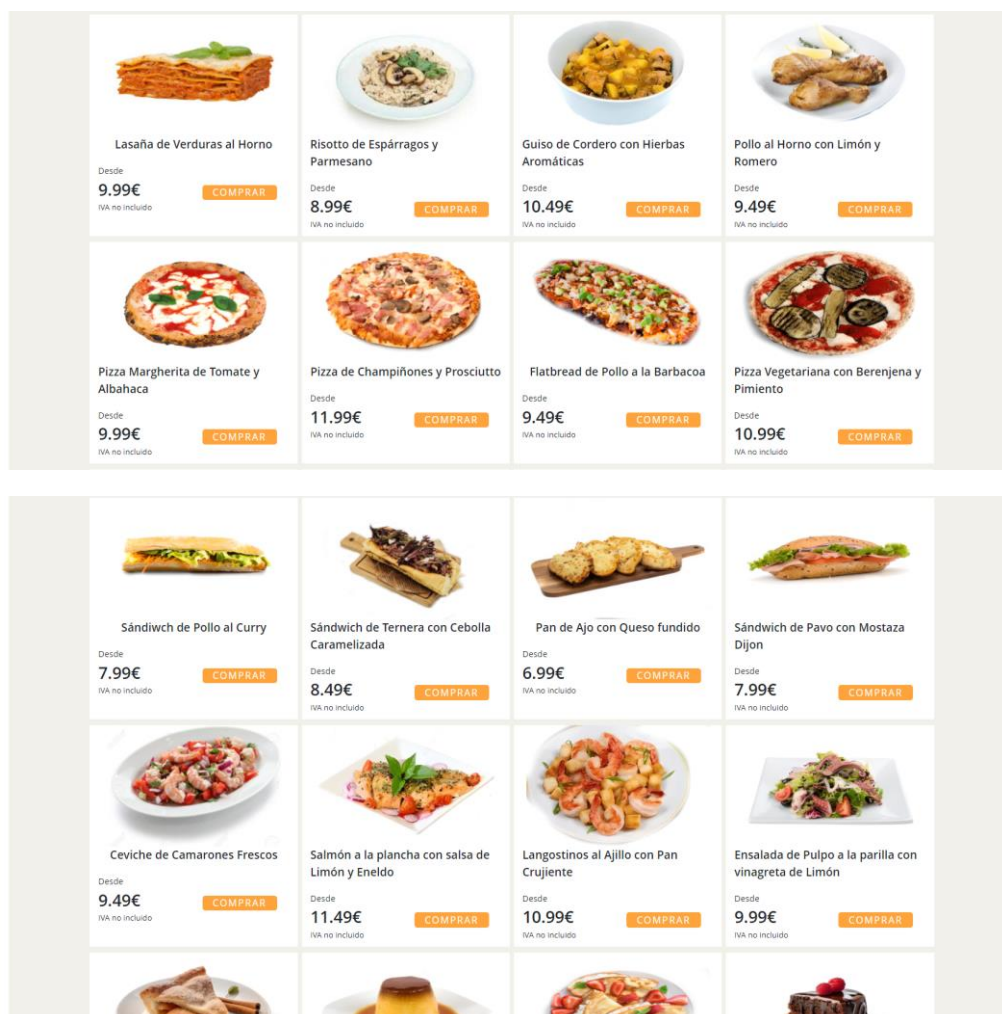 Lasaña de Verduras al Horno
Desde
9.99€
COMPRAR
IVA no incluido
Risotto de Espárragos y
Parmesano
Desde
8.99€
COMPRAR
IVA no incluido
Guiso de Cordero con Hierbas
Aromáticas
Desde
10.49€
COMPRAR
IVA no incluido
Pollo al Horno con Limón y
Romero
Desde
9.49€
COMPRAR
IVA no incluido
Pizza Margherita de Tomate y
Albahaca
Desde
9.99€
COMPRAR
IVA no incluido
Pizza de Champiñones y Prosciutto
Desde
11.99€
COMPRAR
IVA no incluido
Flatbread de Pollo a la Barbacoa
Desde
9.49€
COMPRAR
IVA no incluido
Pizza Vegetariana con Berenjena y
Pimiento
Desde
10.99€
COMPRAR
IVA no incluido
Sándiwch de Pollo al Curry
Desde
7.99€
COMPRAR
IVA no incluido
Sándwich de Ternera con Cebolla
Caramelizada
Desde
8.49€
COMPRAR
IVA no incluido
Pan de Ajo con Queso fundido
Desde
6.99€
COMPRAR
IVA no incluido
Sándwich de Pavo con Mostaza
Dijon
Desde
7.99€
COMPRAR
IVA no incluido
Ceviche de Camarones Frescos
Desde
9.49€
COMPRAR
IVA no incluido
Salmón a la plancha con salsa de
Limón y Eneldo
Desde
11.49€
COMPRAR
IVA no incluido
Langostinos al Ajillo con Pan
Crujiente
Desde
10.99€
COMPRAR
IVA no incluido
Ensalada de Pulpo a la parilla con
vinagreta de Limón
Desde
9.99€
COMPRAR
IVA no incluido